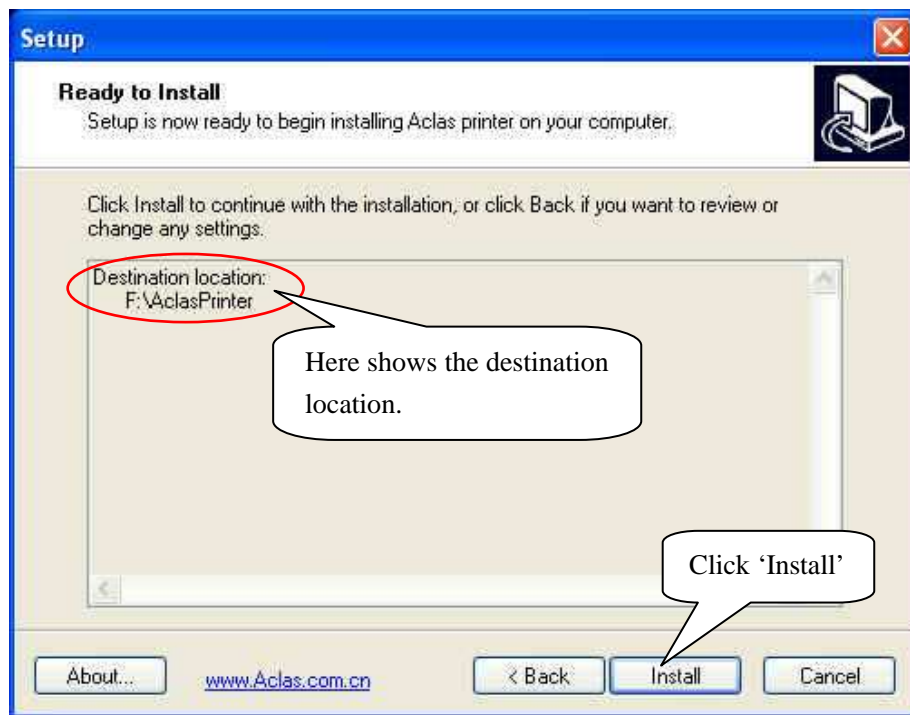 Setup
Ready to Install
Setup is now ready to begin installing Aclas printer on your computer.
Click Install to continue with the installation, or click Back if you want to review or
change any settings.
Destination location:
F:\AclasPrinter
Here shows the destination
location.
Click ‘Install’
About...
www.Aclas.com.cn
< Back
Install
Cancel